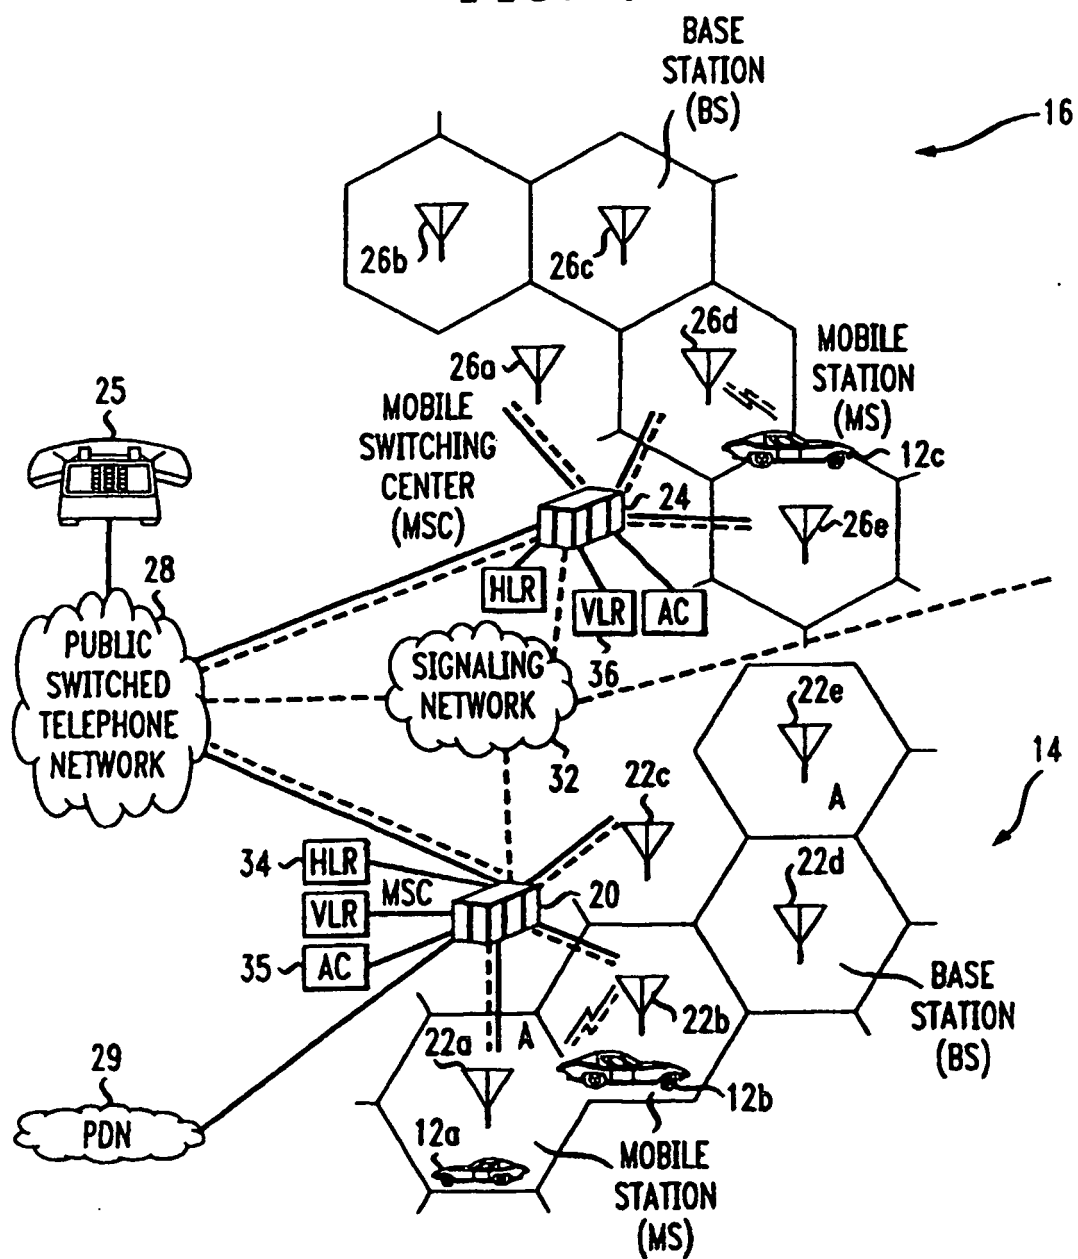 BASE
STATION
(BS)
16
26b
26c
26d
26a
MOBILE
STATION
(MS)
25
MOBILE
SWITCHING
CENTER
(MSC)
12c
24
26e
28
HLR
VLR
AC
PUBLIC
SWITCHED
TELEPHONE
NETWORK
SIGNALING
NETWORK
36
32
22e
A
14
22c
34
HLR
MSC
VLR
20
35
AC
22d
BASE
STATION
(BS)
22b
A
22a
29
PDN
12b
12a
MOBILE
STATION
(MS)